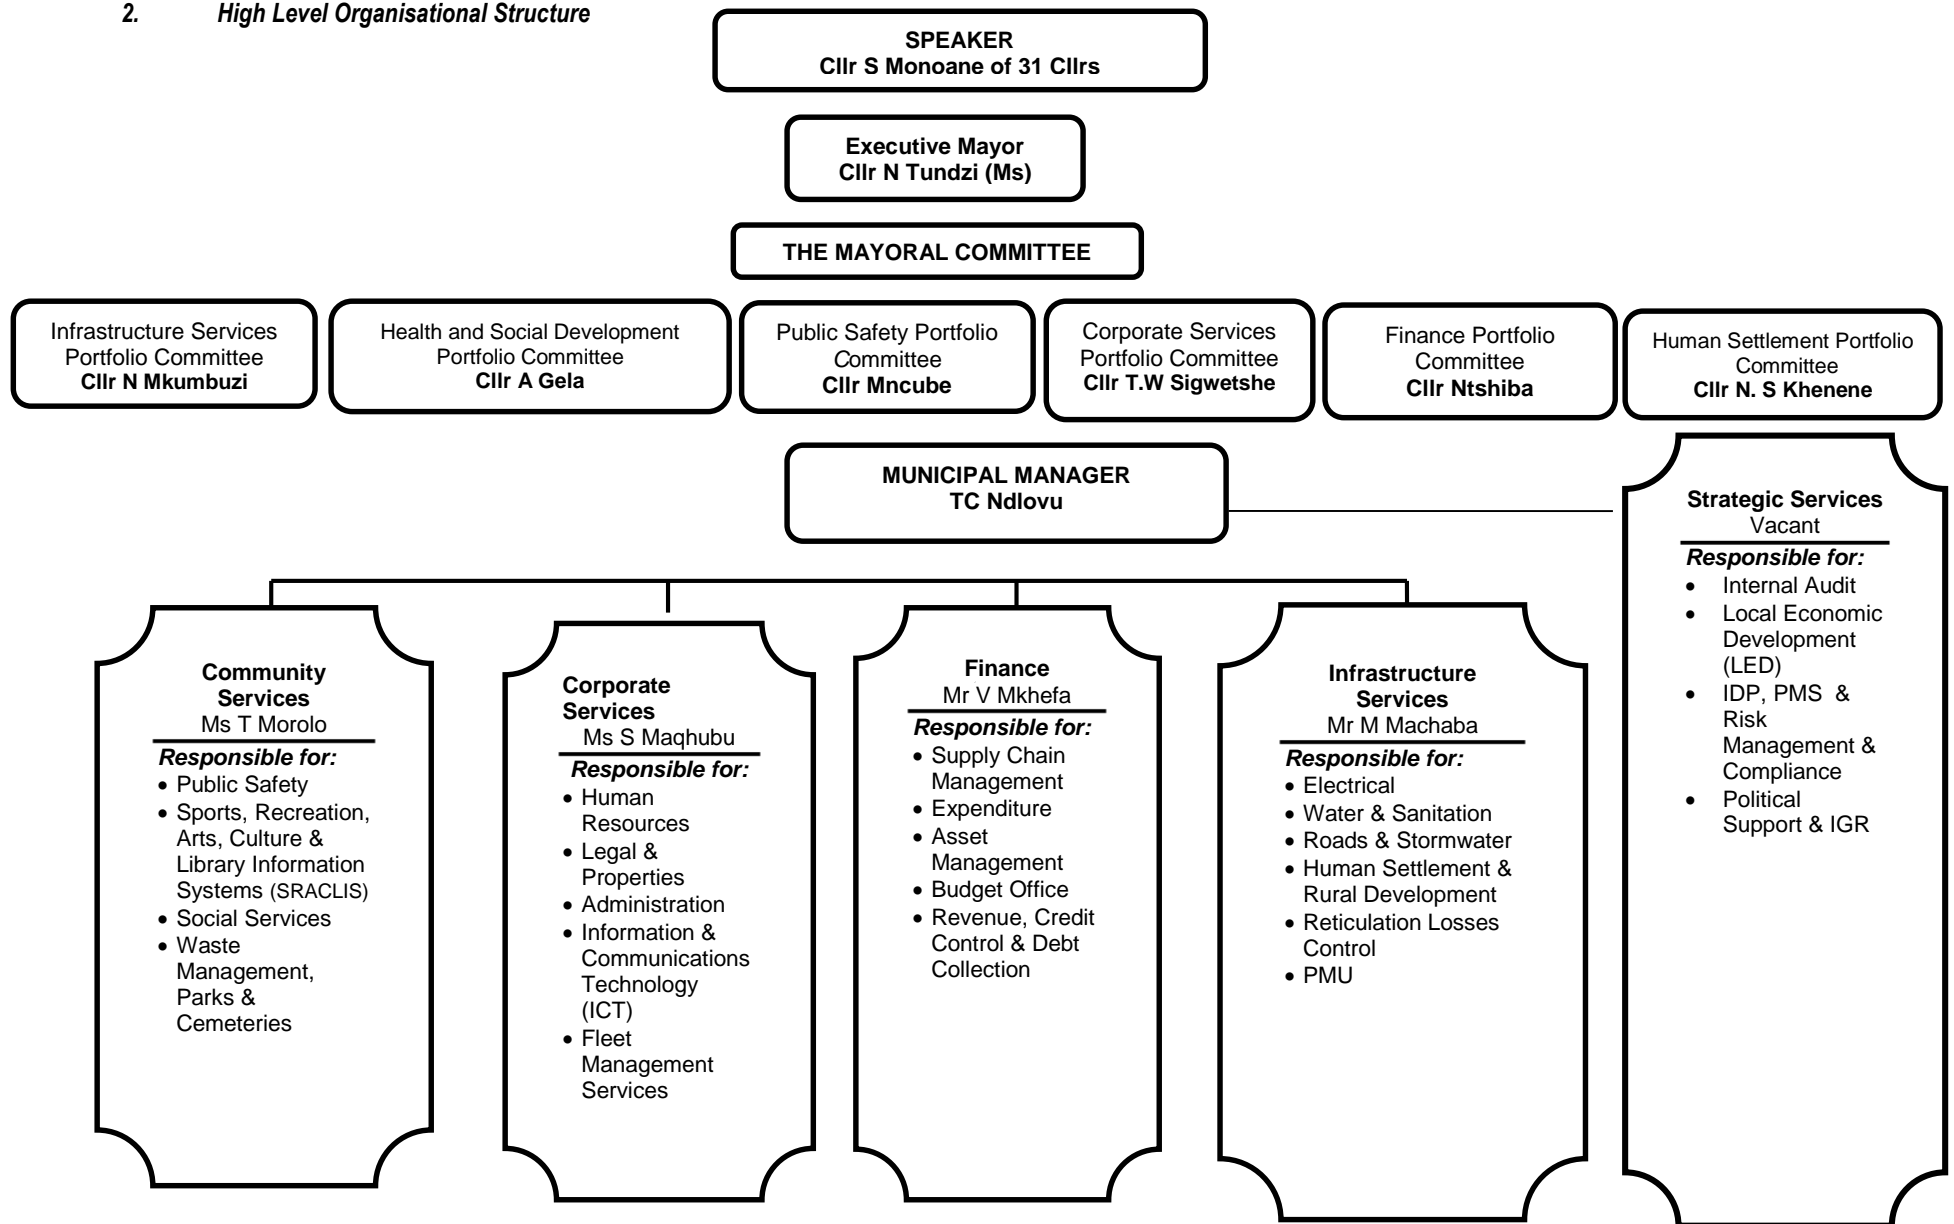 2. High Level Organisational Structure
SPEAKER
Cllr S Monoane of 31 Cllrs
Executive Mayor
Cllr N Tundzi (Ms)
THE MAYORAL COMMITTEE
Infrastructure Services
Portfolio Committee
Cllr N Mkumbuzi
Health and Social Development
Portfolio Committee
Cllr A Gela
Public Safety Portfolio
Committee
Cllr Mncube
Corporate Services
Portfolio Committee
Cllr T.W Sigwetshe
Finance Portfolio
Committee
Cllr Ntshiba
Human Settlement Portfolio
Committee
Cllr N. S Khenene
MUNICIPAL MANAGER
TC Ndlovu
Community
Services
Ms T Morolo
Responsible for:
• Public Safety
• Sports, Recreation,
Arts, Culture &
Library Information
Systems (SRACLIS)
• Social Services
• Waste
Management,
Parks &
Cemeteries
Corporate
Services
Ms S Maqhubu
Responsible for:
• Human
Resources
• Legal &
Properties
• Administration
• Information &
Communications
Technology
(ICT)
• Fleet
Management
Services
Finance
Mr V Mkhefa
Responsible for:
• Supply Chain
Management
• Expenditure
• Asset
Management
• Budget Office
• Revenue, Credit
Control & Debt
Collection
Infrastructure
Services
Mr M Machaba
Responsible for:
• Electrical
• Water & Sanitation
• Roads & Stormwater
• Human Settlement &
Rural Development
• Reticulation Losses
Control
• PMU
Strategic Services
Vacant
Responsible for:
• Internal Audit
• Local Economic
Development
(LED)
• IDP, PMS &
Risk
Management &
Compliance
• Political
Support & IGR